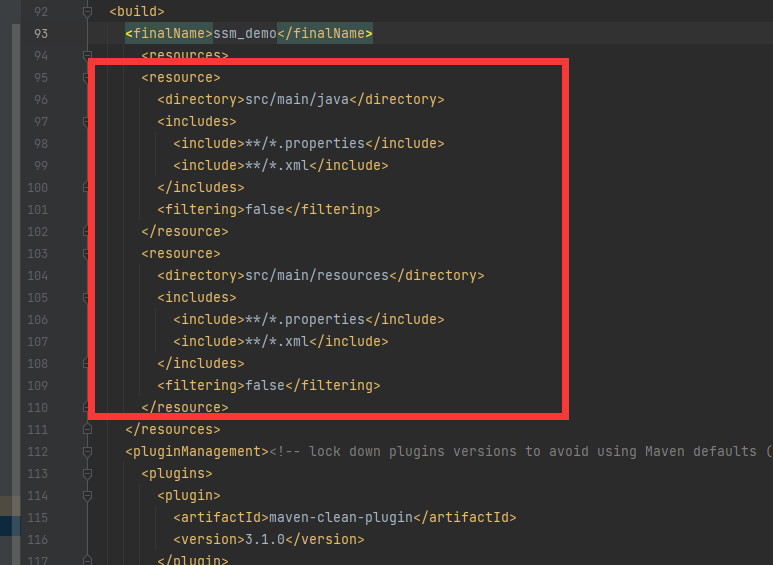 92 <build>
93 <finalName>ssm_demo</finalName>
94 <resources>
95 <resource>
96 <directory>src/main/java</directory>
97 <includes>
98 <include>**/*.properties</include>
99 <include>**/*.xml</include>
100 </includes>
101 <filtering>false</filtering>
102 </resource>
103 <resource>
104 <directory>src/main/resources</directory>
105 <includes>
106 <include>**/*.properties</include>
107 <include>**/*.xml</include>
108 </includes>
109 <filtering>false</filtering>
110 </resource>
111 </resources>
112 <pluginManagement><!-- lock down plugins versions to avoid using Maven defaults (
113 <plugins>
114 <plugin>
115 <artifactId>maven-clean-plugin</artifactId>
116 <version>3.1.0</version>
117 </plugin>